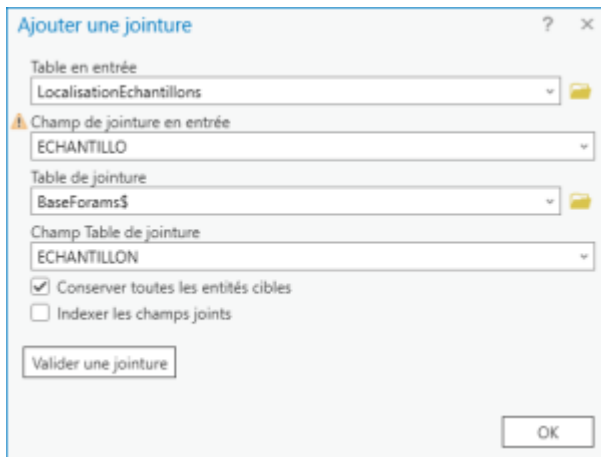 Ajouter une jointure ? ×
Table en entrée
LocalisationEchantillons
Champ de jointure en entrée
ECHANTILLO
Table de jointure
BaseForams$
Champ Table de jointure
ECHANTILLON
Conserver toutes les entités cibles
Indexer les champs joints
Valider une jointure
OK